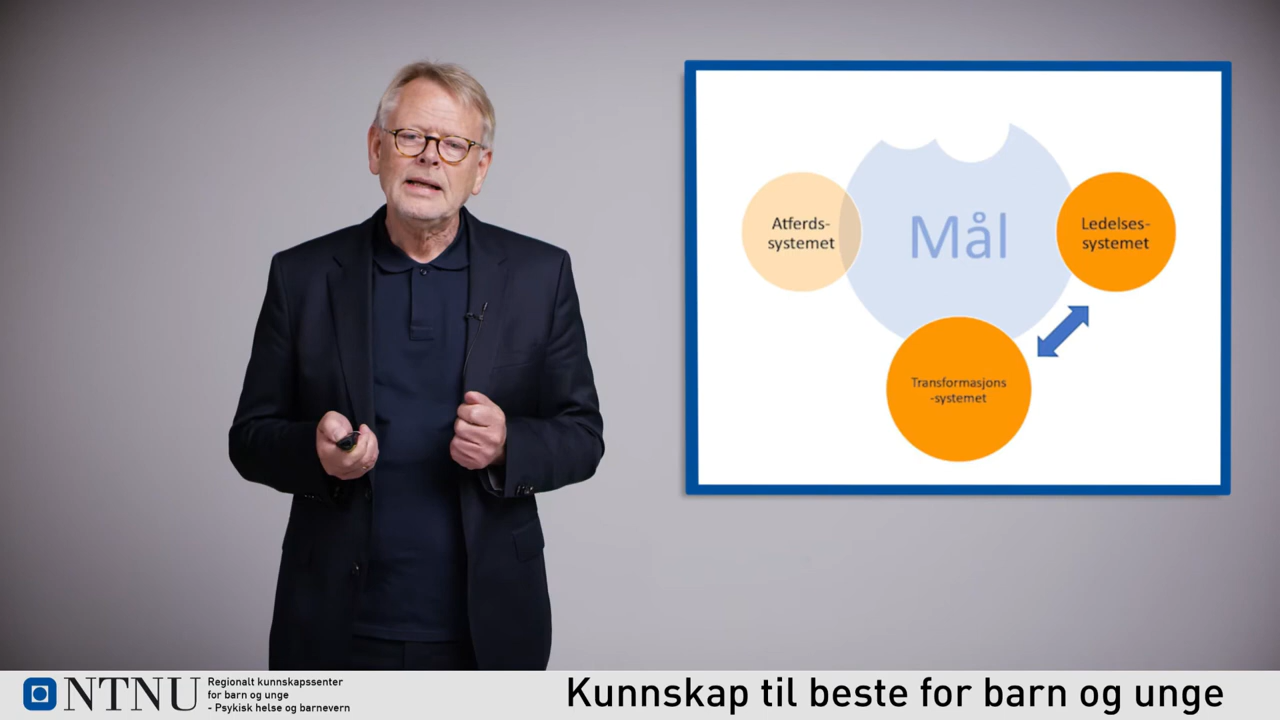 Atferds-
systemet
Mål
Ledelses-
systemet
Transformasjons
-systemet
NTNU
Regionalt kunnskapssenter
for barn og unge
- Psykisk helse og barnevern
Kunnskap til beste for barn og unge